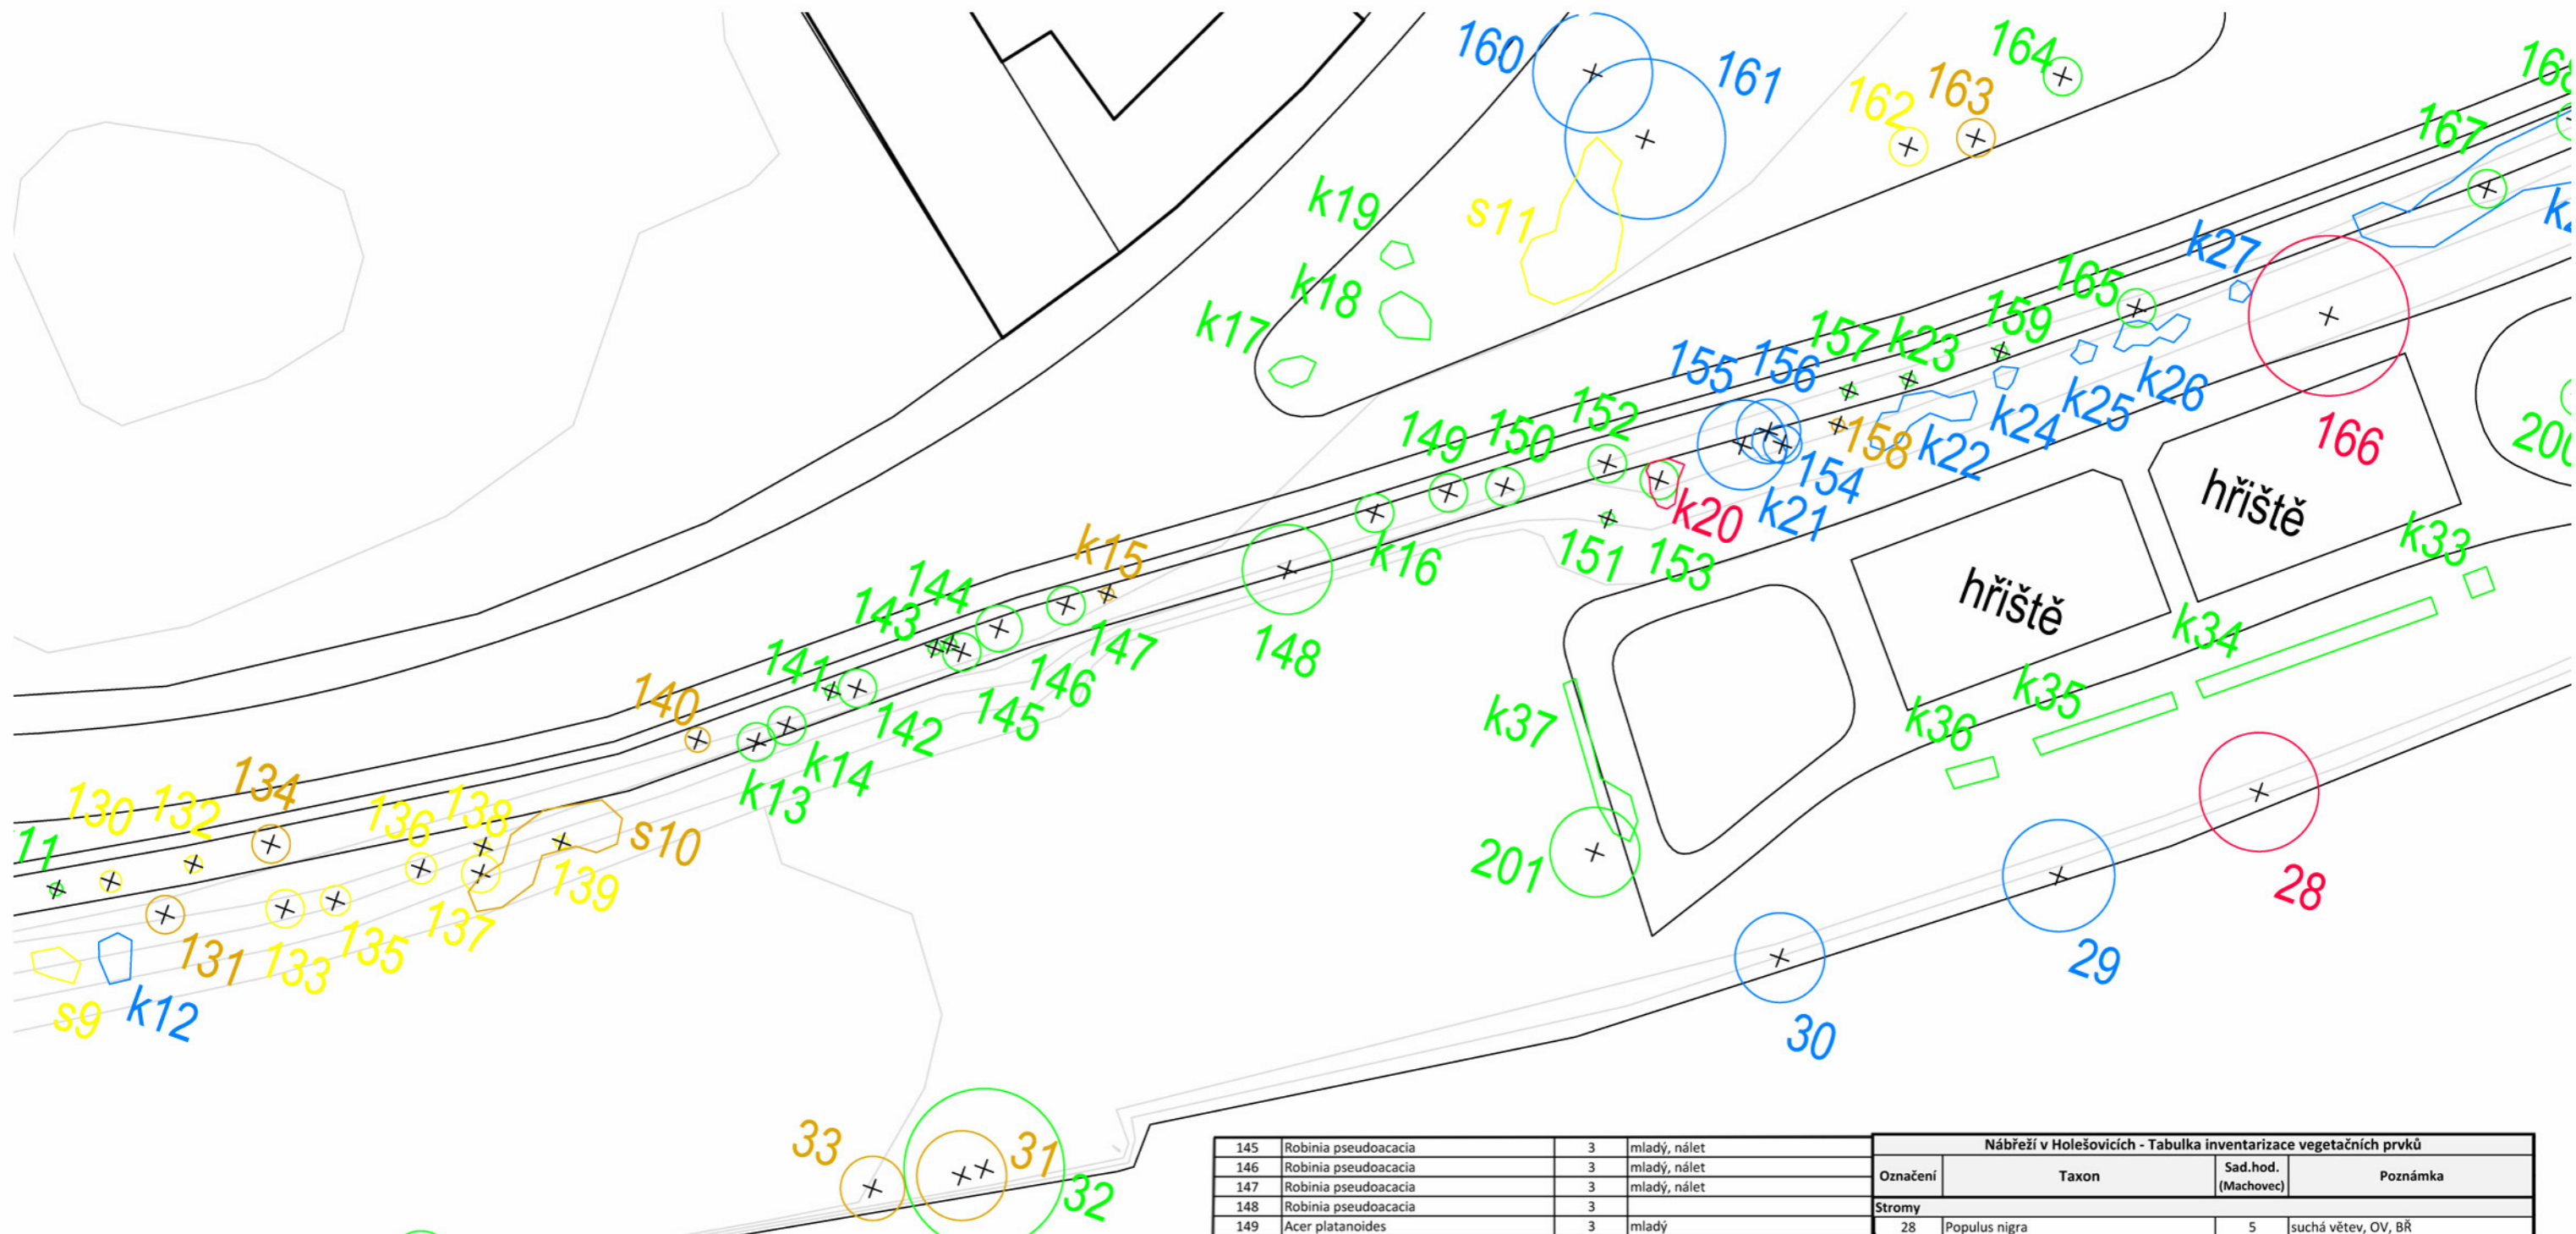 160
161
162
163
164
167
k19
s11
k18
k17
k27
165
159
k23
157
156
155
152
150
149
k26
k25
k24
k22
158
154
k21
k20
153
151
k16
166
200
hřiště
hřiště
k33
k34
k35
k36
k37
k15
144
143
141
140
147
146
145
142
k14
k13
148
134
132
130
11
136
138
s10
139
137
135
133
131
k12
s9
201
28
29
30
33
31
32
145 Robinia pseudoacacia 3 mladý, nálet
146 Robinia pseudoacacia 3 mladý, nálet
147 Robinia pseudoacacia 3 mladý, nálet
148 Robinia pseudoacacia 3
149 Acer platanoides 3 mladý
Nábřeží v Holešovicích - Tabulka inventarizace vegetačních prvků
Označení Taxon Sad.hod. (Machovec) Poznámka
Stromy
28 Populus nigra 5 suchá větev, OV, BŘ